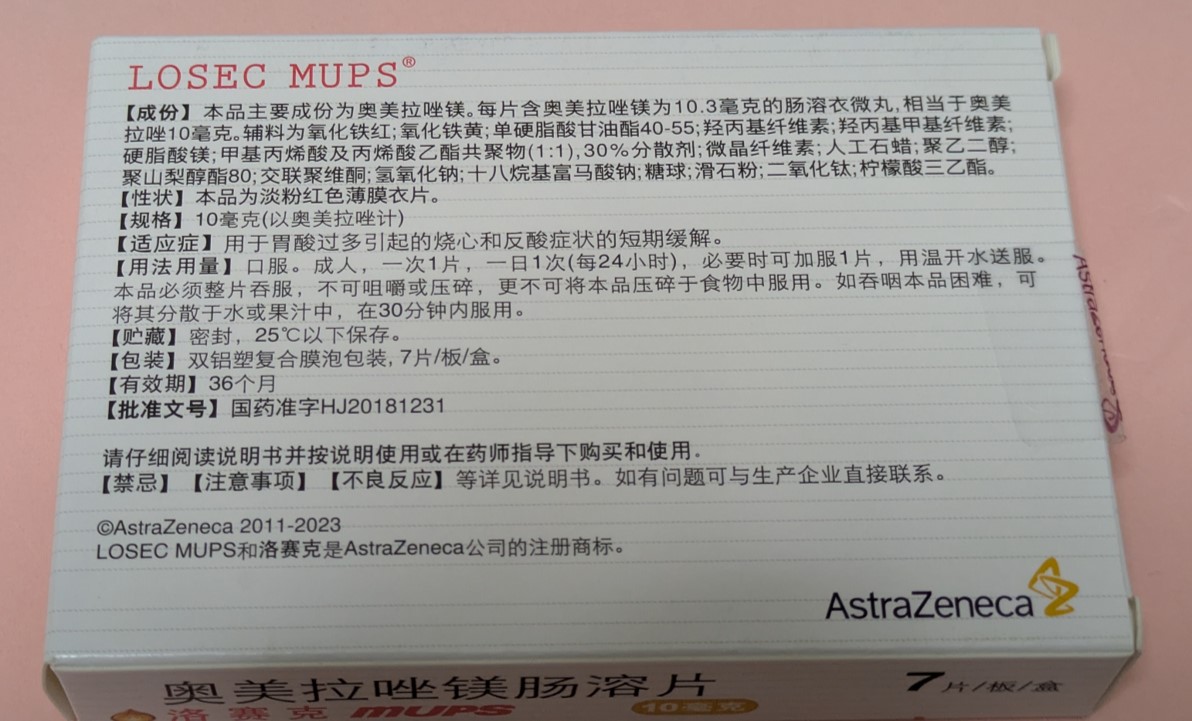 LOSEC MUPS®
【成份】本品主要成份为奥美拉唑镁。每片含奥美拉唑镁为10.3毫克的肠溶衣微丸,相当于奥美
拉唑10毫克。辅料为氧化铁红;氧化铁黄;单硬脂酸甘油酯40-55;羟丙基纤维素;羟丙基甲基纤维素;
硬脂酸镁;甲基丙烯酸及丙烯酸乙酯共聚物(1:1),30%分散剂;微晶纤维素;人工石蜡;聚乙二醇;
聚山梨醇酯80;交联聚维酮;氢氧化钠;十八烷基富马酸钠;糖球;滑石粉;二氧化钛;柠檬酸三乙酯。
【性状】本品为淡粉红色薄膜衣片。
【规格】10毫克(以奥美拉唑计)
【适应症】用于胃酸过多引起的烧心和反酸症状的短期缓解。
【用法用量】口服。成人，一次1片，一日1次(每24小时)，必要时可加服1片，用温开水送服。
本品必须整片吞服，不可咀嚼或压碎，更不可将本品压碎于食物中服用。如吞咽本品困难，可
将其分散于水或果汁中，在30分钟内服用。
【贮藏】密封，25℃以下保存。
【包装】双铝塑复合膜泡包装,7片/板/盒。
【有效期】36个月
【批准文号】国药准字HJ20181231
请仔细阅读说明书并按说明使用或在药师指导下购买和使用.
【禁忌】【注意事项】【不良反应】等详见说明书。如有问题可与生产企业直接联系。
©AstraZeneca 2011-2023
LOSEC MUPS和洛赛克是AstraZeneca公司的注册商标。
AstraZeneca
AstraZeneca
奥美拉唑镁肠溶片
7片/板/盒
洛赛克 MUPS
10毫克